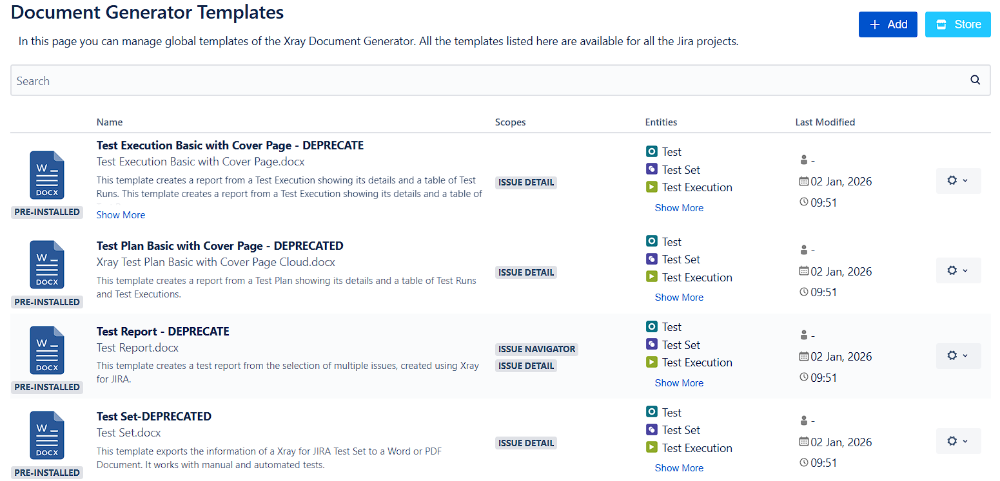 Document Generator Templates
+ Add
Store
In this page you can manage global templates of the Xray Document Generator. All the templates listed here are available for all the Jira projects.
Search
Name Scopes Entities Last Modified
W
DOCX
PRE-INSTALLED
Test Execution Basic with Cover Page - DEPRECATE
Test Execution Basic with Cover Page.docx
This template creates a report from a Test Execution showing its details and a table of Test
Runs. This template creates a report from a Test Execution showing its details and a table of
Show More
ISSUE DETAIL
Test
Test Set
Test Execution
Show More
-
02 Jan, 2026
09:51
W
DOCX
PRE-INSTALLED
Test Plan Basic with Cover Page - DEPRECATED
Xray Test Plan Basic with Cover Page Cloud.docx
This template creates a report from a Test Plan showing its details and a table of Test Runs
and Test Executions.
ISSUE DETAIL
Test
Test Set
Test Execution
Show More
-
02 Jan, 2026
09:51
W
DOCX
PRE-INSTALLED
Test Report - DEPRECATE
Test Report.docx
This template creates a test report from the selection of multiple issues, created using Xray
for JIRA.
ISSUE NAVIGATOR
ISSUE DETAIL
Test
Test Set
Test Execution
Show More
-
02 Jan, 2026
09:51
W
DOCX
PRE-INSTALLED
Test Set-DEPRECATED
Test Set.docx
This template exports the information of a Xray for JIRA Test Set to a Word or PDF
Document. It works with manual and automated tests.
ISSUE DETAIL
Test
Test Set
Test Execution
Show More
-
02 Jan, 2026
09:51